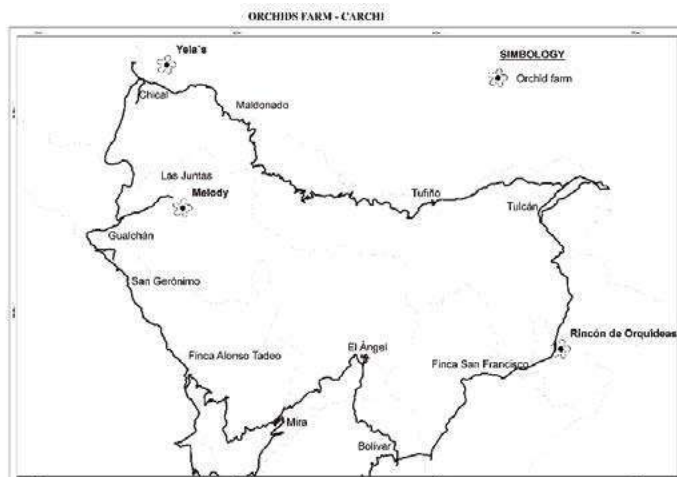 ORCHIDS FARM - CARCHI
Yela´s
SIMBOLOGY
Orchid farm
Chical
Maldonado
Las Juntas
Melody
Tufiño
Tulcán
Gualchán
San Gerónimo
Rincón de Orquídeas
El Ángel
Finca Alonso Tadeo
Finca San Francisco
Mira
Bolívar